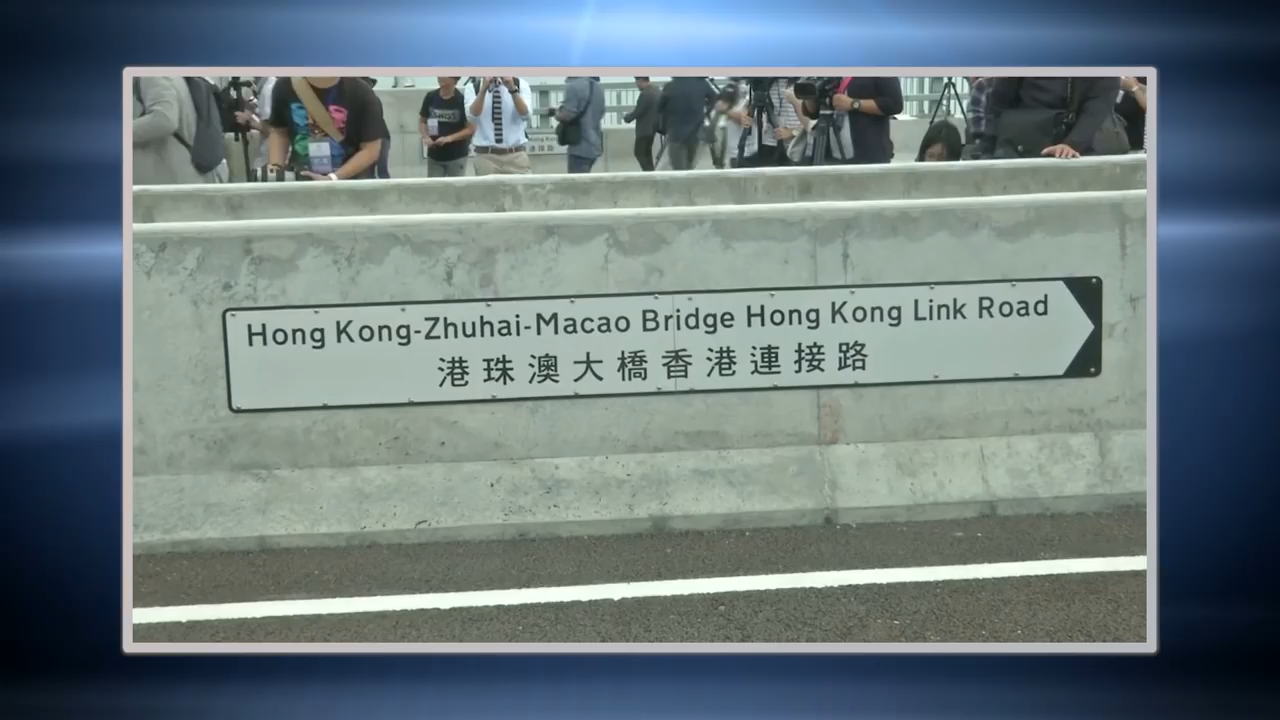 Hong Kong-Zhuhai-Macao Bridge Hong Kong Link Road
港珠澳大橋香港連接路